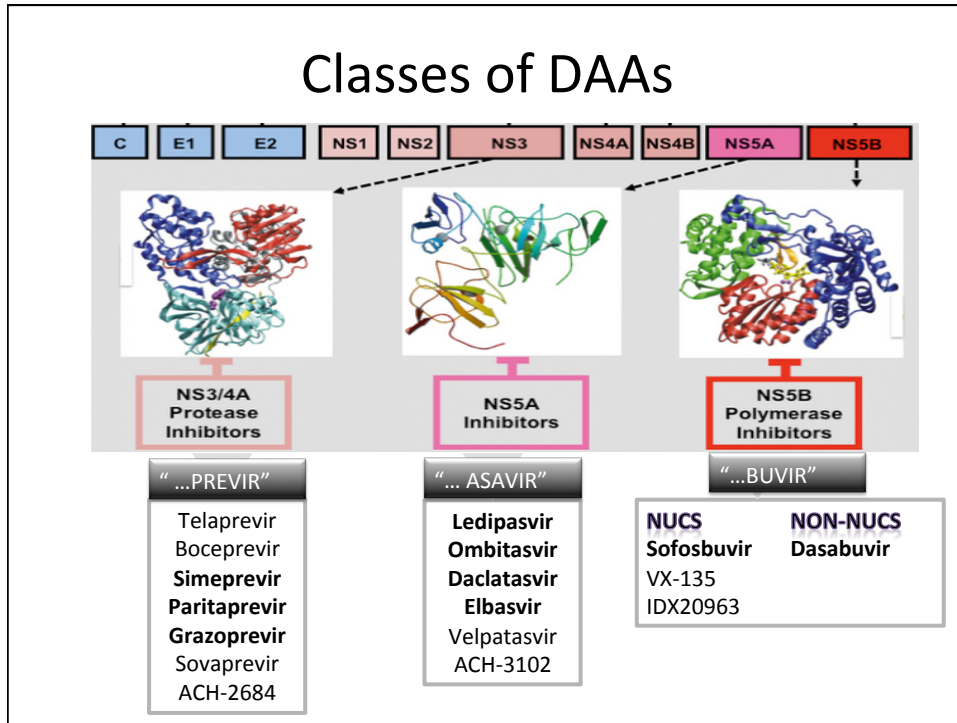 Classes of DAAs
C E1 E2 NS1 NS2 NS3 NS4A NS4B NS5A NS5B
NS3/4A
Protease
Inhibitors
NS5A
Inhibitors
NS5B
Polymerase
Inhibitors
“ …PREVIR”
Telaprevir
Boceprevir
Simeprevir
Paritaprevir
Grazoprevir
Sovaprevir
ACH-2684
“… ASAVIR”
Ledipasvir
Ombitasvir
Daclatasvir
Elbasvir
Velpatasvir
ACH-3102
“…BUVIR”
NUCS NON-NUCS
Sofosbuvir Dasabuvir
VX-135
IDX20963